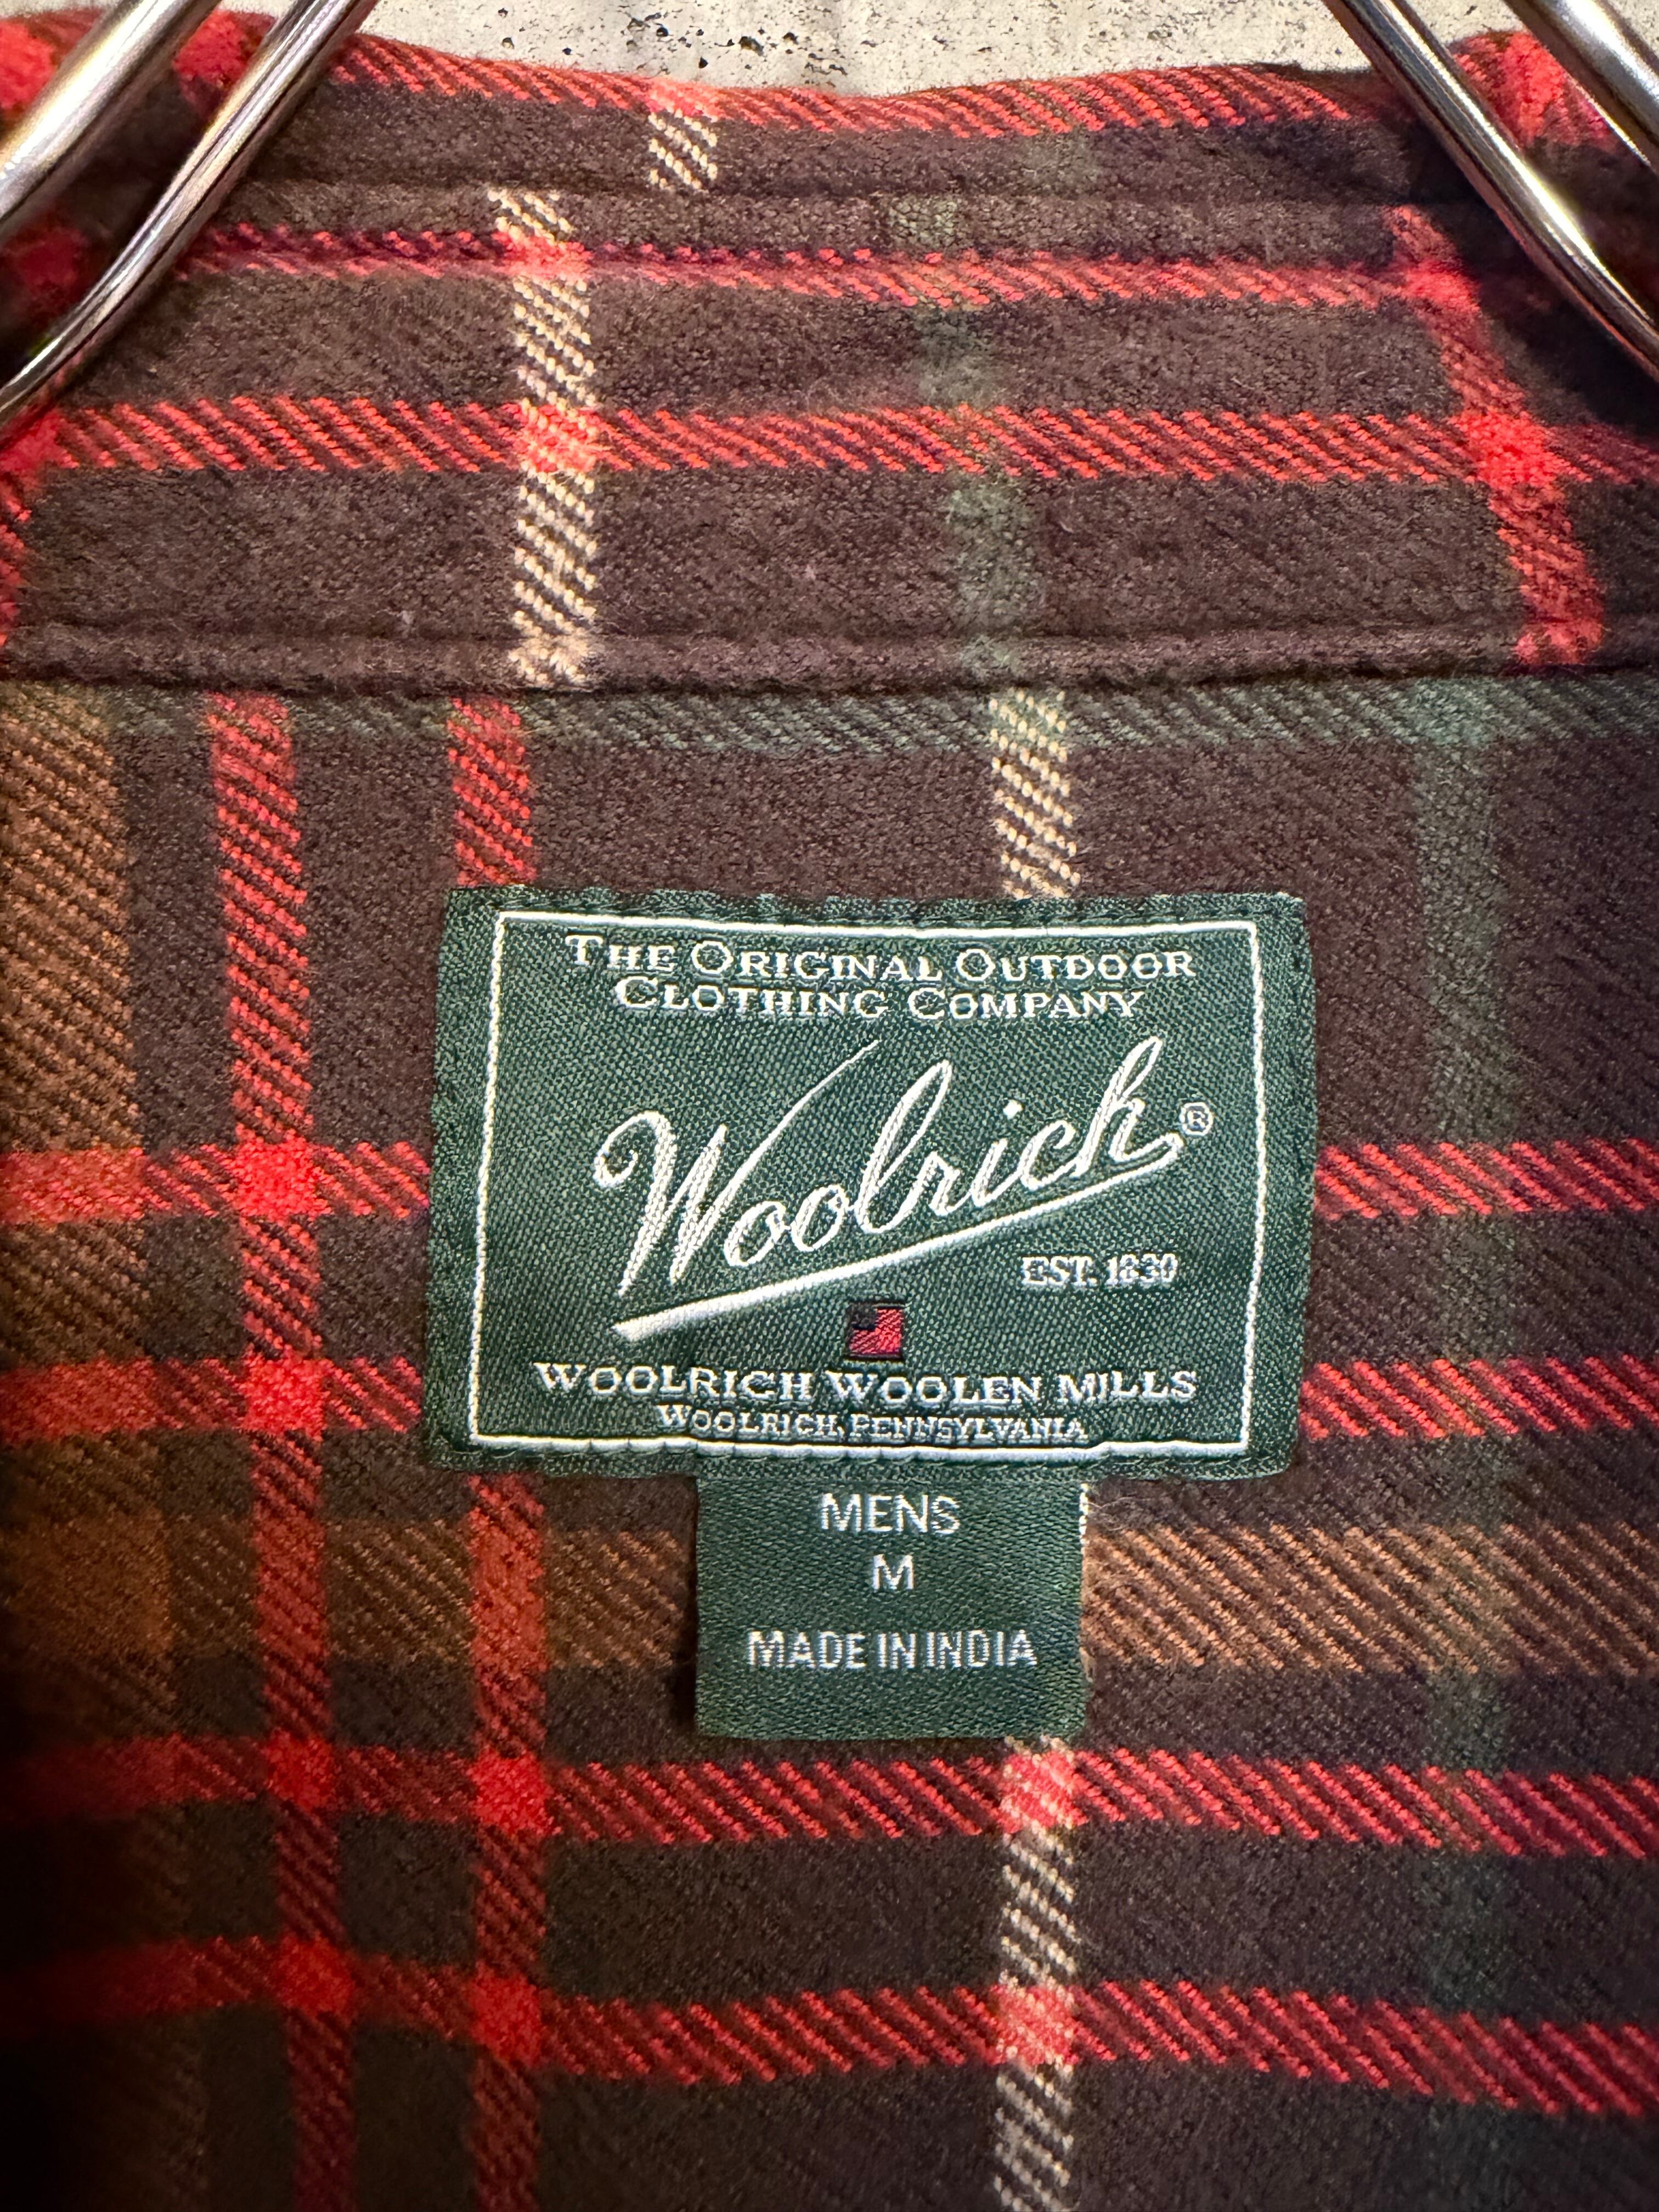 THE ORIGINAL OUTDOOR
CLOTHING COMPANY
Woolrich®
EST. 1830
WOOLRICH WOOLEN MILLS
WOOLRICH, PENNSYLVANIA
MENS
M
MADE IN INDIA